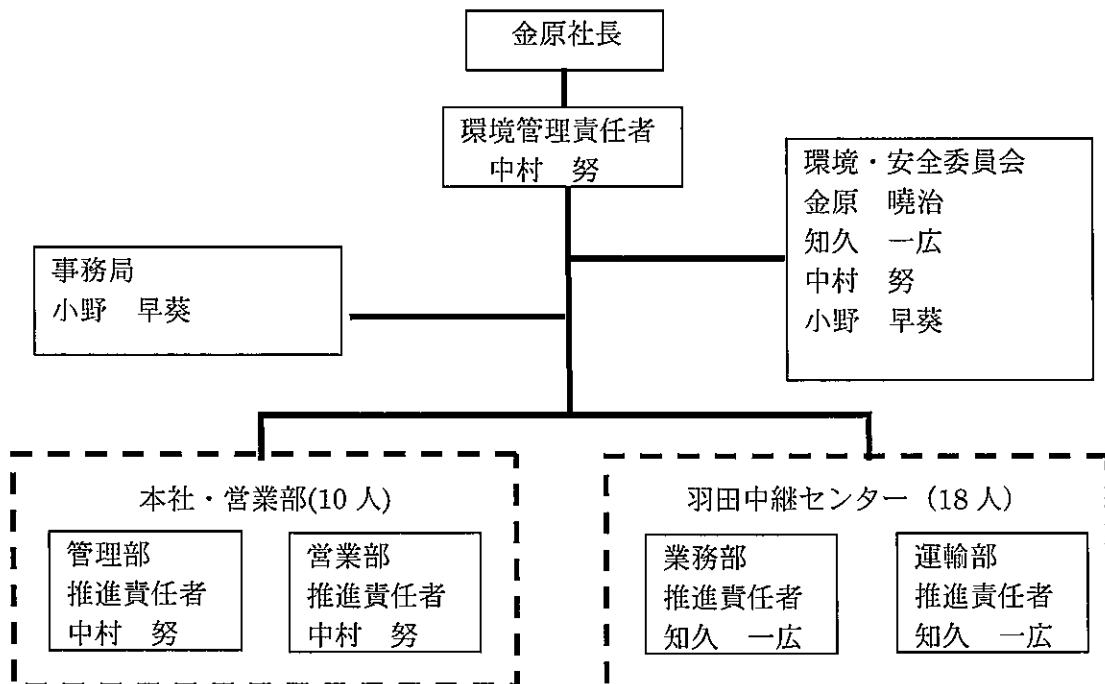 金原社長
環境管理責任者
中村　努
環境・安全委員会
金原　曉治
知久　一広
中村　努
小野　早葵
事務局
小野　早葵
本社・営業部(10 人)
管理部
推進責任者
中村　努
営業部
推進責任者
中村　努
羽田中継センター（18 人）
業務部
推進責任者
知久　一広
運輸部
推進責任者
知久　一広